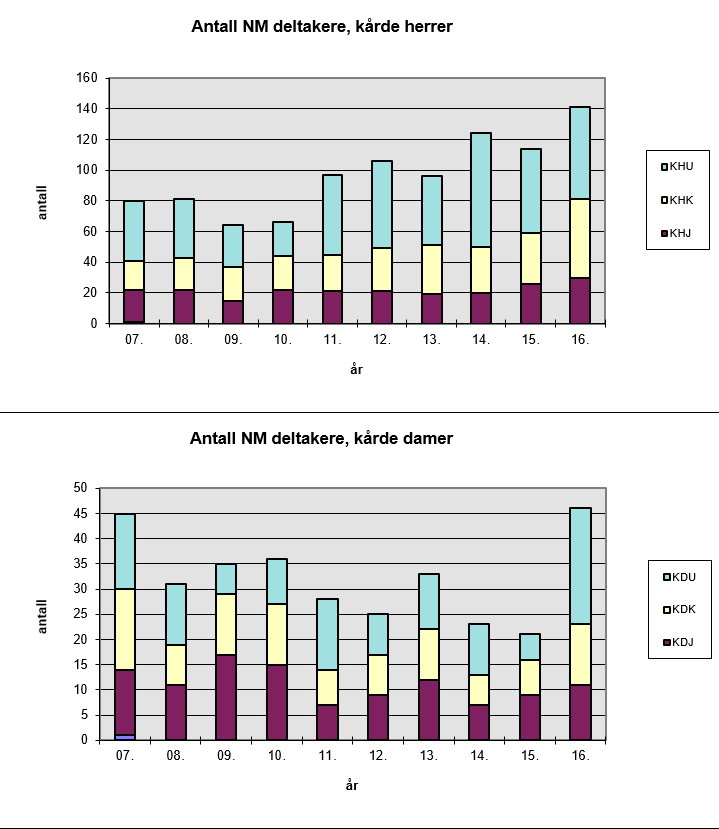 Antall NM deltakere, kårde herrer
160
140
120
100
80
60
40
20
0
antall
07. 08. 09. 10. 11. 12. 13. 14. 15. 16.
år
KHU
KHK
KHJ
Antall NM deltakere, kårde damer
50
45
40
35
30
25
20
15
10
5
0
antall
07. 08. 09. 10. 11. 12. 13. 14. 15. 16.
år
KDU
KDK
KDJ